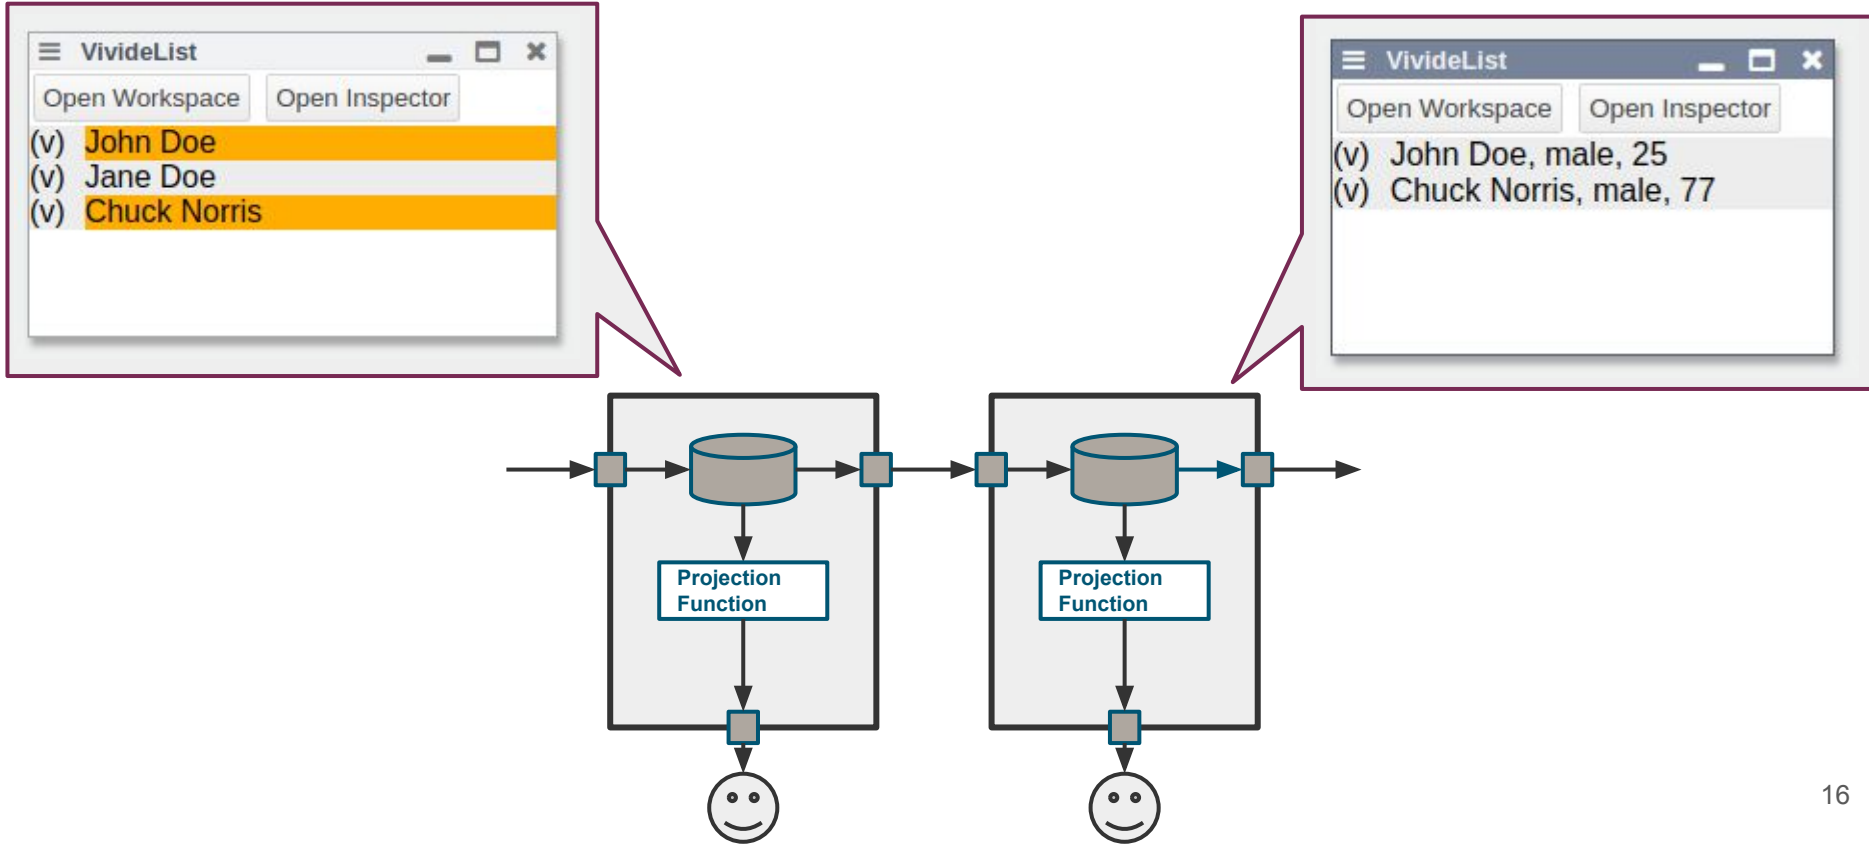 VivideList
Open Workspace Open Inspector
(v) John Doe
(v) Jane Doe
(v) Chuck Norris
VivideList
Open Workspace Open Inspector
(v) John Doe, male, 25
(v) Chuck Norris, male, 77
Projection
Function
Projection
Function
16